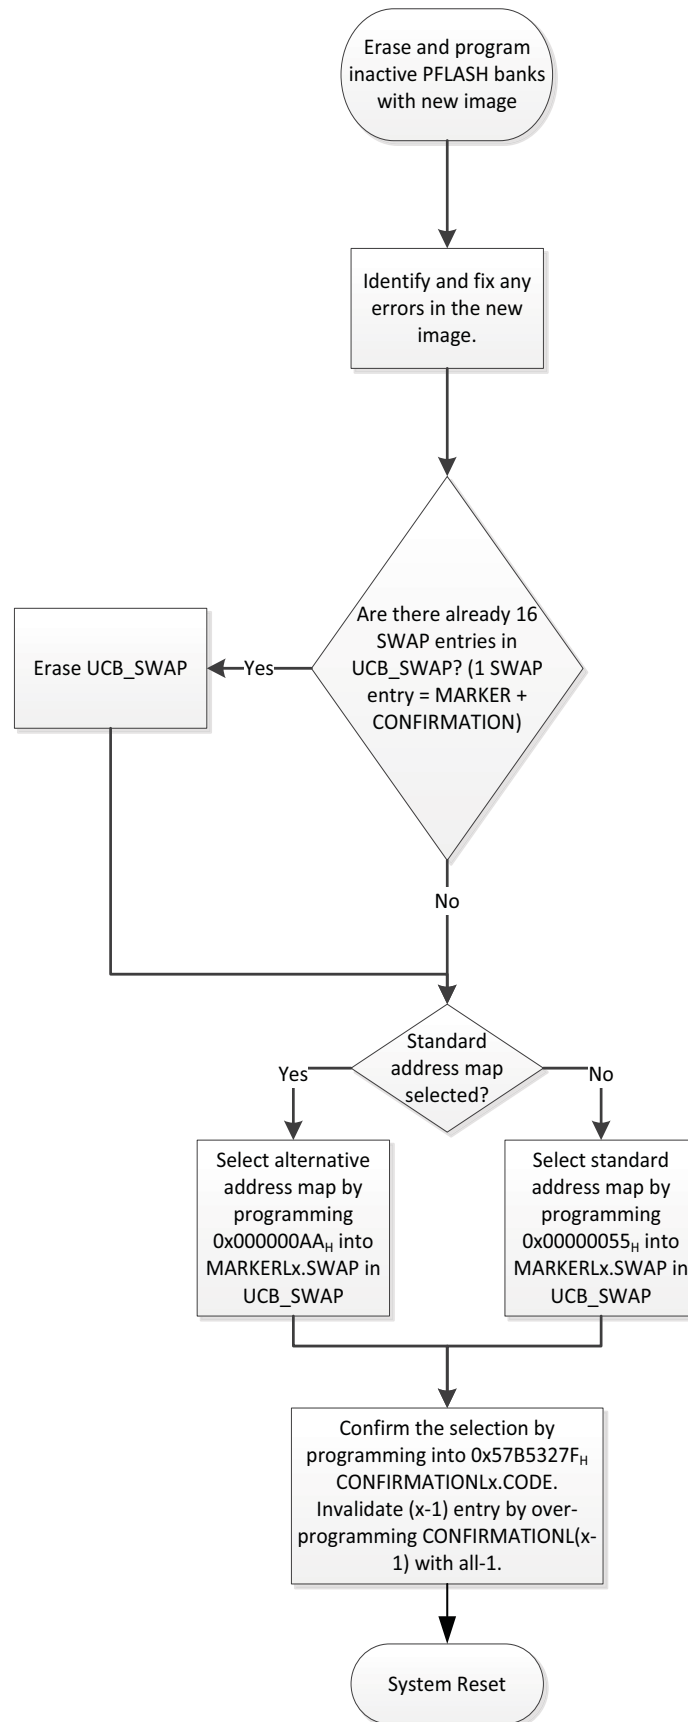 Erase and program
inactive PFLASH banks
with new image
Identify and fix any
errors in the new
image.
Are there already 16
SWAP entries in
UCB_SWAP? (1 SWAP
entry = MARKER +
CONFIRMATION)
Yes
Erase UCB_SWAP
No
Standard
address map
selected?
Yes
No
Select alternative
address map by
programming
0x000000AAH into
MARKERLx.SWAP in
UCB_SWAP
Select standard
address map by
programming
0x00000055H into
MARKERLx.SWAP in
UCB_SWAP
Confirm the selection by
programming into 0x57B5327FH
CONFIRMATIONLx.CODE.
Invalidate (x-1) entry by over-
programming CONFIRMATIONL(x-
1) with all-1.
System Reset